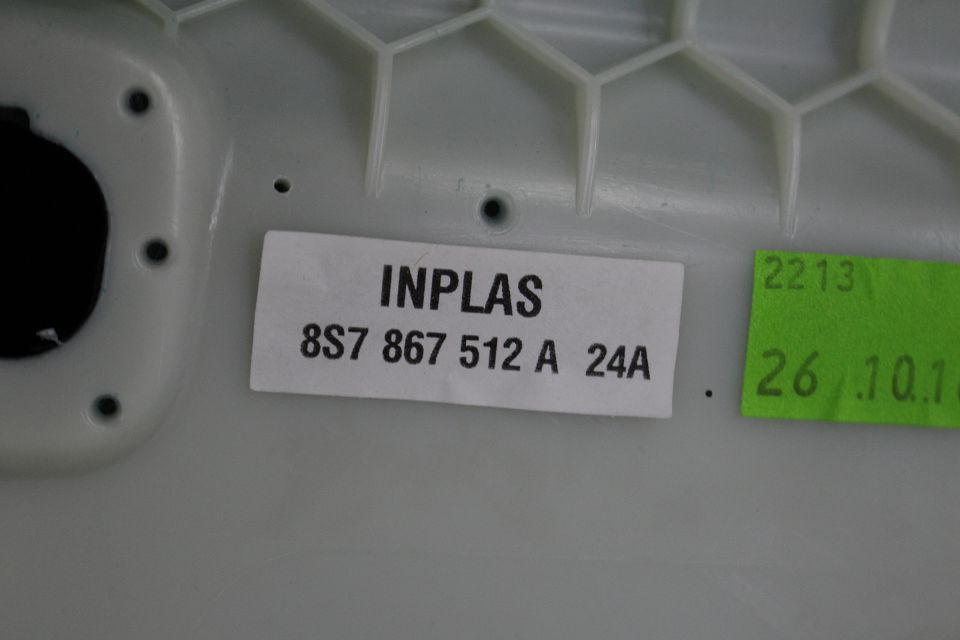 INPLAS
8S7 867 512 A 24A
2213
26 .10.1